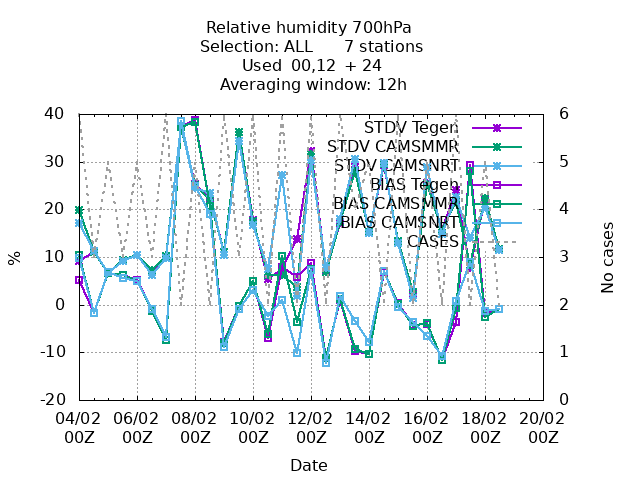 Relative humidity 700hPa
Selection: ALL 7 stations
Used 00,12 + 24
Averaging window: 12h
40
30
20
10
0
-10
-20
%
6
5
4
3
2
1
0
No cases
STDV Tegen
STDV CAMSMMR
STDV CAMSNRT
BIAS Tegen
BIAS CAMSMMR
BIAS CAMSNRT
CASES
04/02 06/02 08/02 10/02 12/02 14/02 16/02 18/02 20/02
00Z 00Z 00Z 00Z 00Z 00Z 00Z 00Z 00Z
Date